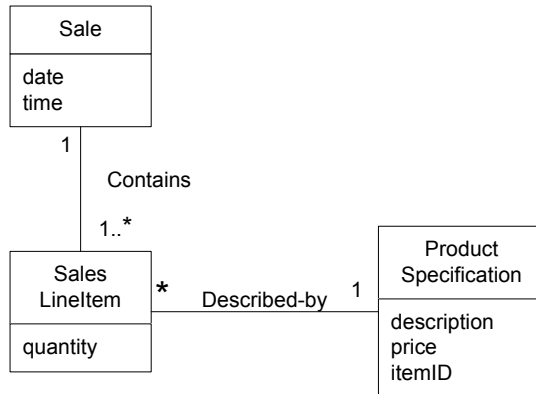 Sale
date
time
1
Contains
1..*
Sales
LineItem
quantity
*
Described-by
1
Product
Specification
description
price
itemID